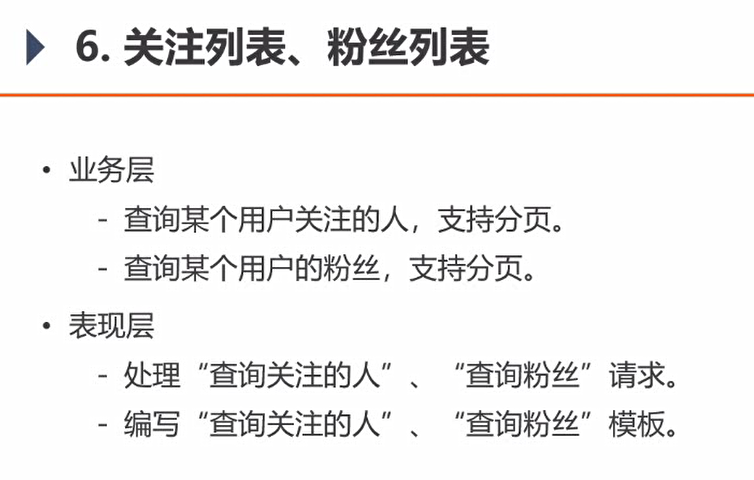 6. 关注列表、粉丝列表
• 业务层
- 查询某个用户关注的人，支持分页。
- 查询某个用户的粉丝，支持分页。
• 表现层
- 处理“查询关注的人”、“查询粉丝”请求。
- 编写“查询关注的人”、“查询粉丝”模板。